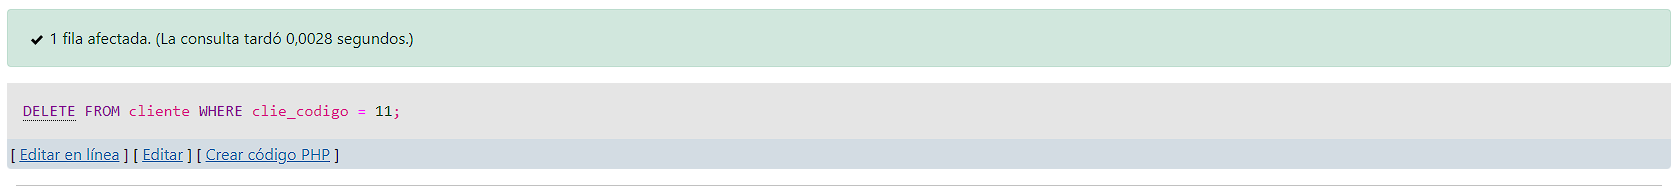 1 fila afectada. (La consulta tardó 0,0028 segundos.)
DELETE FROM cliente WHERE clie_codigo = 11;
[ Editar en línea ] [ Editar ] [ Crear código PHP ]